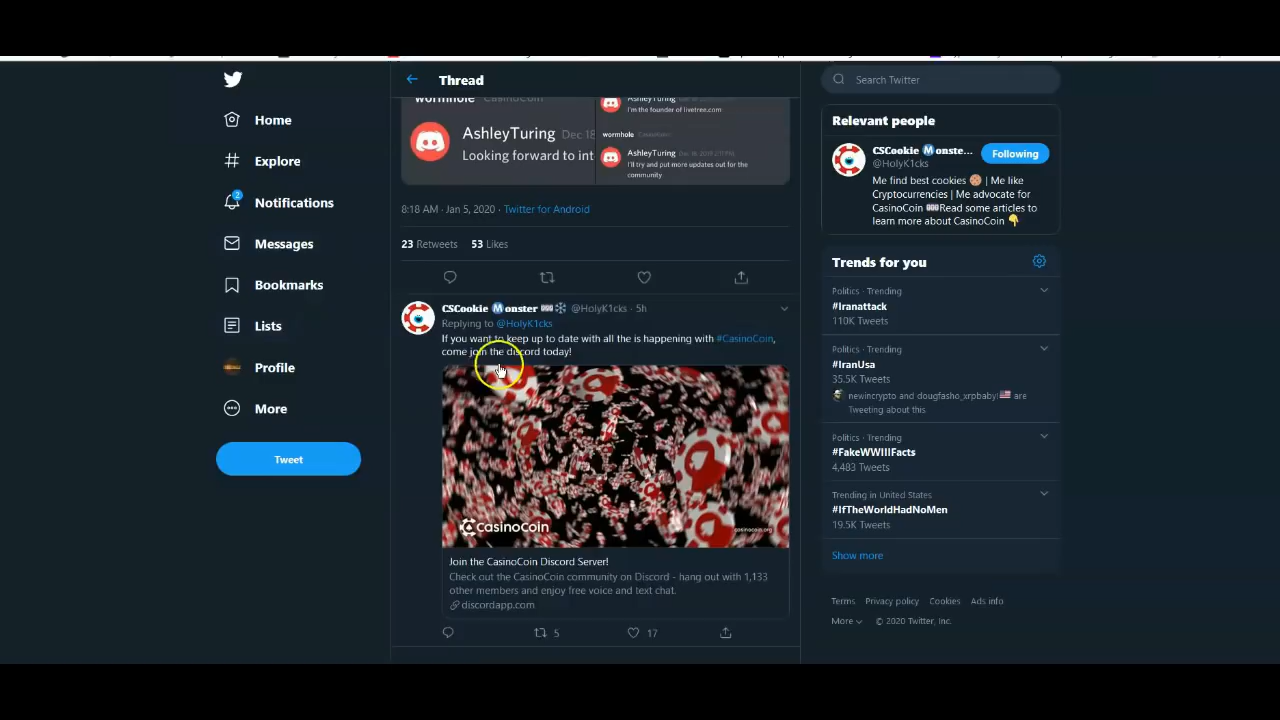 Home
Explore
2
Notifications
Messages
Bookmarks
Lists
Profile
More
Tweet
Thread
wormhole CasinoCoin
AshleyTuring Dec 18
Looking forward to int
AshleyTuring
I'm the founder of livetree.com
wormhole
AshleyTuring
I'll try and put more updates out for the
community
8:18 AM · Jan 5, 2020 · Twitter for Android
23 Retweets 53 Likes
CSCookie Ⓜonster 🎰❄ @HolyK1cks · 5h
Replying to @HolyK1cks
If you want to keep up to date with all the is happening with #CasinoCoin,
come join the discord today!
CasinoCoin
casinocoin.org
Join the CasinoCoin Discord Server!
Check out the CasinoCoin community on Discord - hang out with 1,133
other members and enjoy free voice and text chat.
discordapp.com
5
17
Search Twitter
Relevant people
CSCookie Ⓜonste...
@HolyK1cks
Following
Me find best cookies 🍪 | Me like
Cryptocurrencies | Me advocate for
CasinoCoin 🎰Read some articles to
learn more about CasinoCoin 👇
Trends for you
Politics · Trending
#Iranattack
110K Tweets
Politics · Trending
#IranUsa
35.5K Tweets
newincrypto and dougfasho_xrpbaby!🇺🇸 are
Tweeting about this
Politics · Trending
#FakeWWIIIFacts
4,483 Tweets
Trending in United States
#IfTheWorldHadNoMen
19.5K Tweets
Show more
Terms Privacy policy Cookies Ads info
More © 2020 Twitter, Inc.